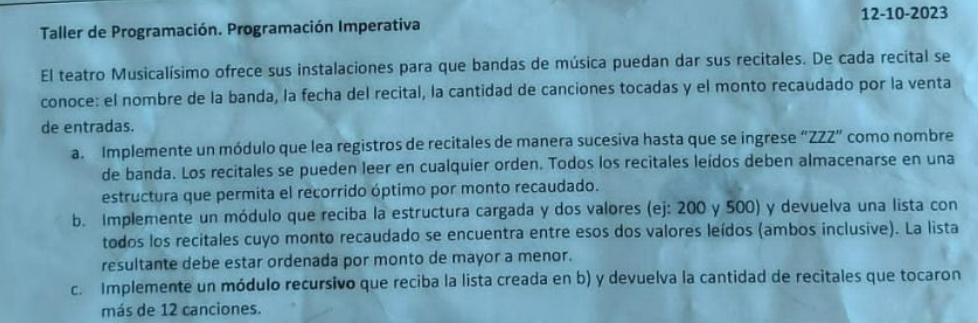 12-10-2023
Taller de Programación. Programación Imperativa
El teatro Musicalísimo ofrece sus instalaciones para que bandas de música puedan dar sus recitales. De cada recital se
conoce: el nombre de la banda, la fecha del recital, la cantidad de canciones tocadas y el monto recaudado por la venta
de entradas.
a. Implemente un módulo que lea registros de recitales de manera sucesiva hasta que se ingrese “ZZZ” como nombre
de banda. Los recitales se pueden leer en cualquier orden. Todos los recitales leídos deben almacenarse en una
estructura que permita el recorrido óptimo por monto recaudado.
b. Implemente un módulo que reciba la estructura cargada y dos valores (ej: 200 y 500) y devuelva una lista con
todos los recitales cuyo monto recaudado se encuentra entre esos dos valores leídos (ambos inclusive). La lista
resultante debe estar ordenada por monto de mayor a menor.
c. Implemente un módulo recursivo que reciba la lista creada en b) y devuelva la cantidad de recitales que tocaron
más de 12 canciones.